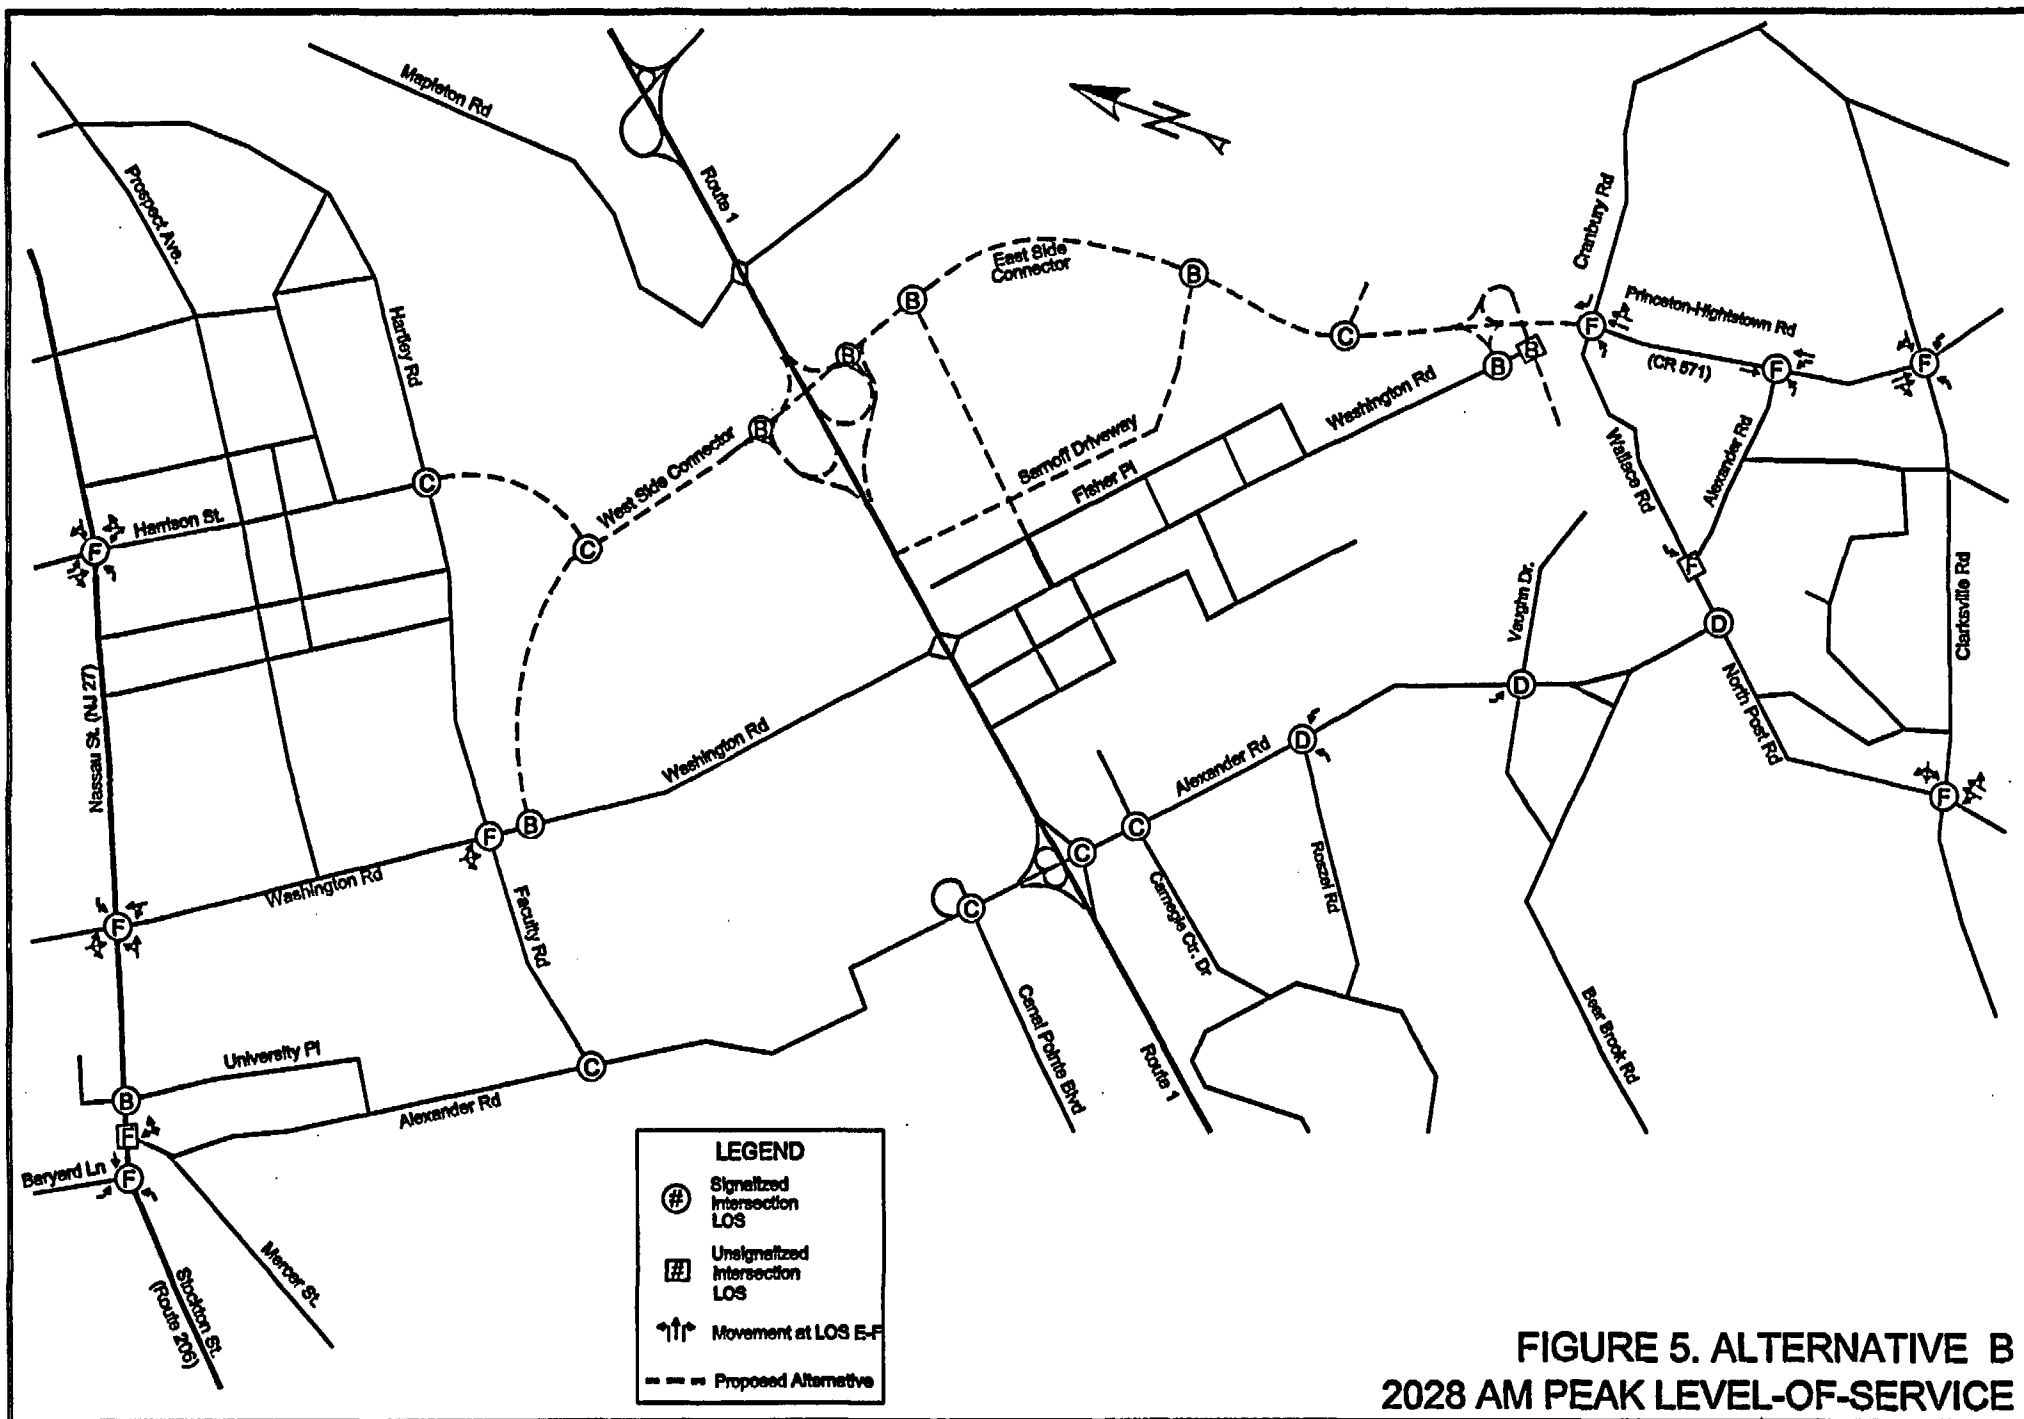 Mapleton Rd
Prospect Ave.
Route 1
N
Cranbury Rd
East Side
Connector
B
B
Princeton-Hightstown Rd
(CR 571)
F
C
B
B
B
F
F
Hartley Rd
Washington Rd
West Side Connector
B
Sarnoff Driveway
Fisher Pl
Wallace Rd
Alexander Rd
C
Harrison St.
F
C
F
Vaughn Dr.
Clarksville Rd
D
Nassau St. (NJ 27)
D
North Post Rd
Washington Rd
Alexander Rd
D
F
F
B
C
C
Washington Rd
Roszel Rd
Faculty Rd
C
Carnegie Ctr. Dr
F
Canal Pointe Blvd
Route 1
Bear Brook Rd
University Pl
C
Alexander Rd
B
F
Baryard Ln
F
Mercer St.
Stockton St.
(Route 206)
LEGEND
# Signalized
Intersection
LOS
# Unsignalized
Intersection
LOS
Movement at LOS E-F
Proposed Alternative
FIGURE 5. ALTERNATIVE B
2028 AM PEAK LEVEL-OF-SERVICE